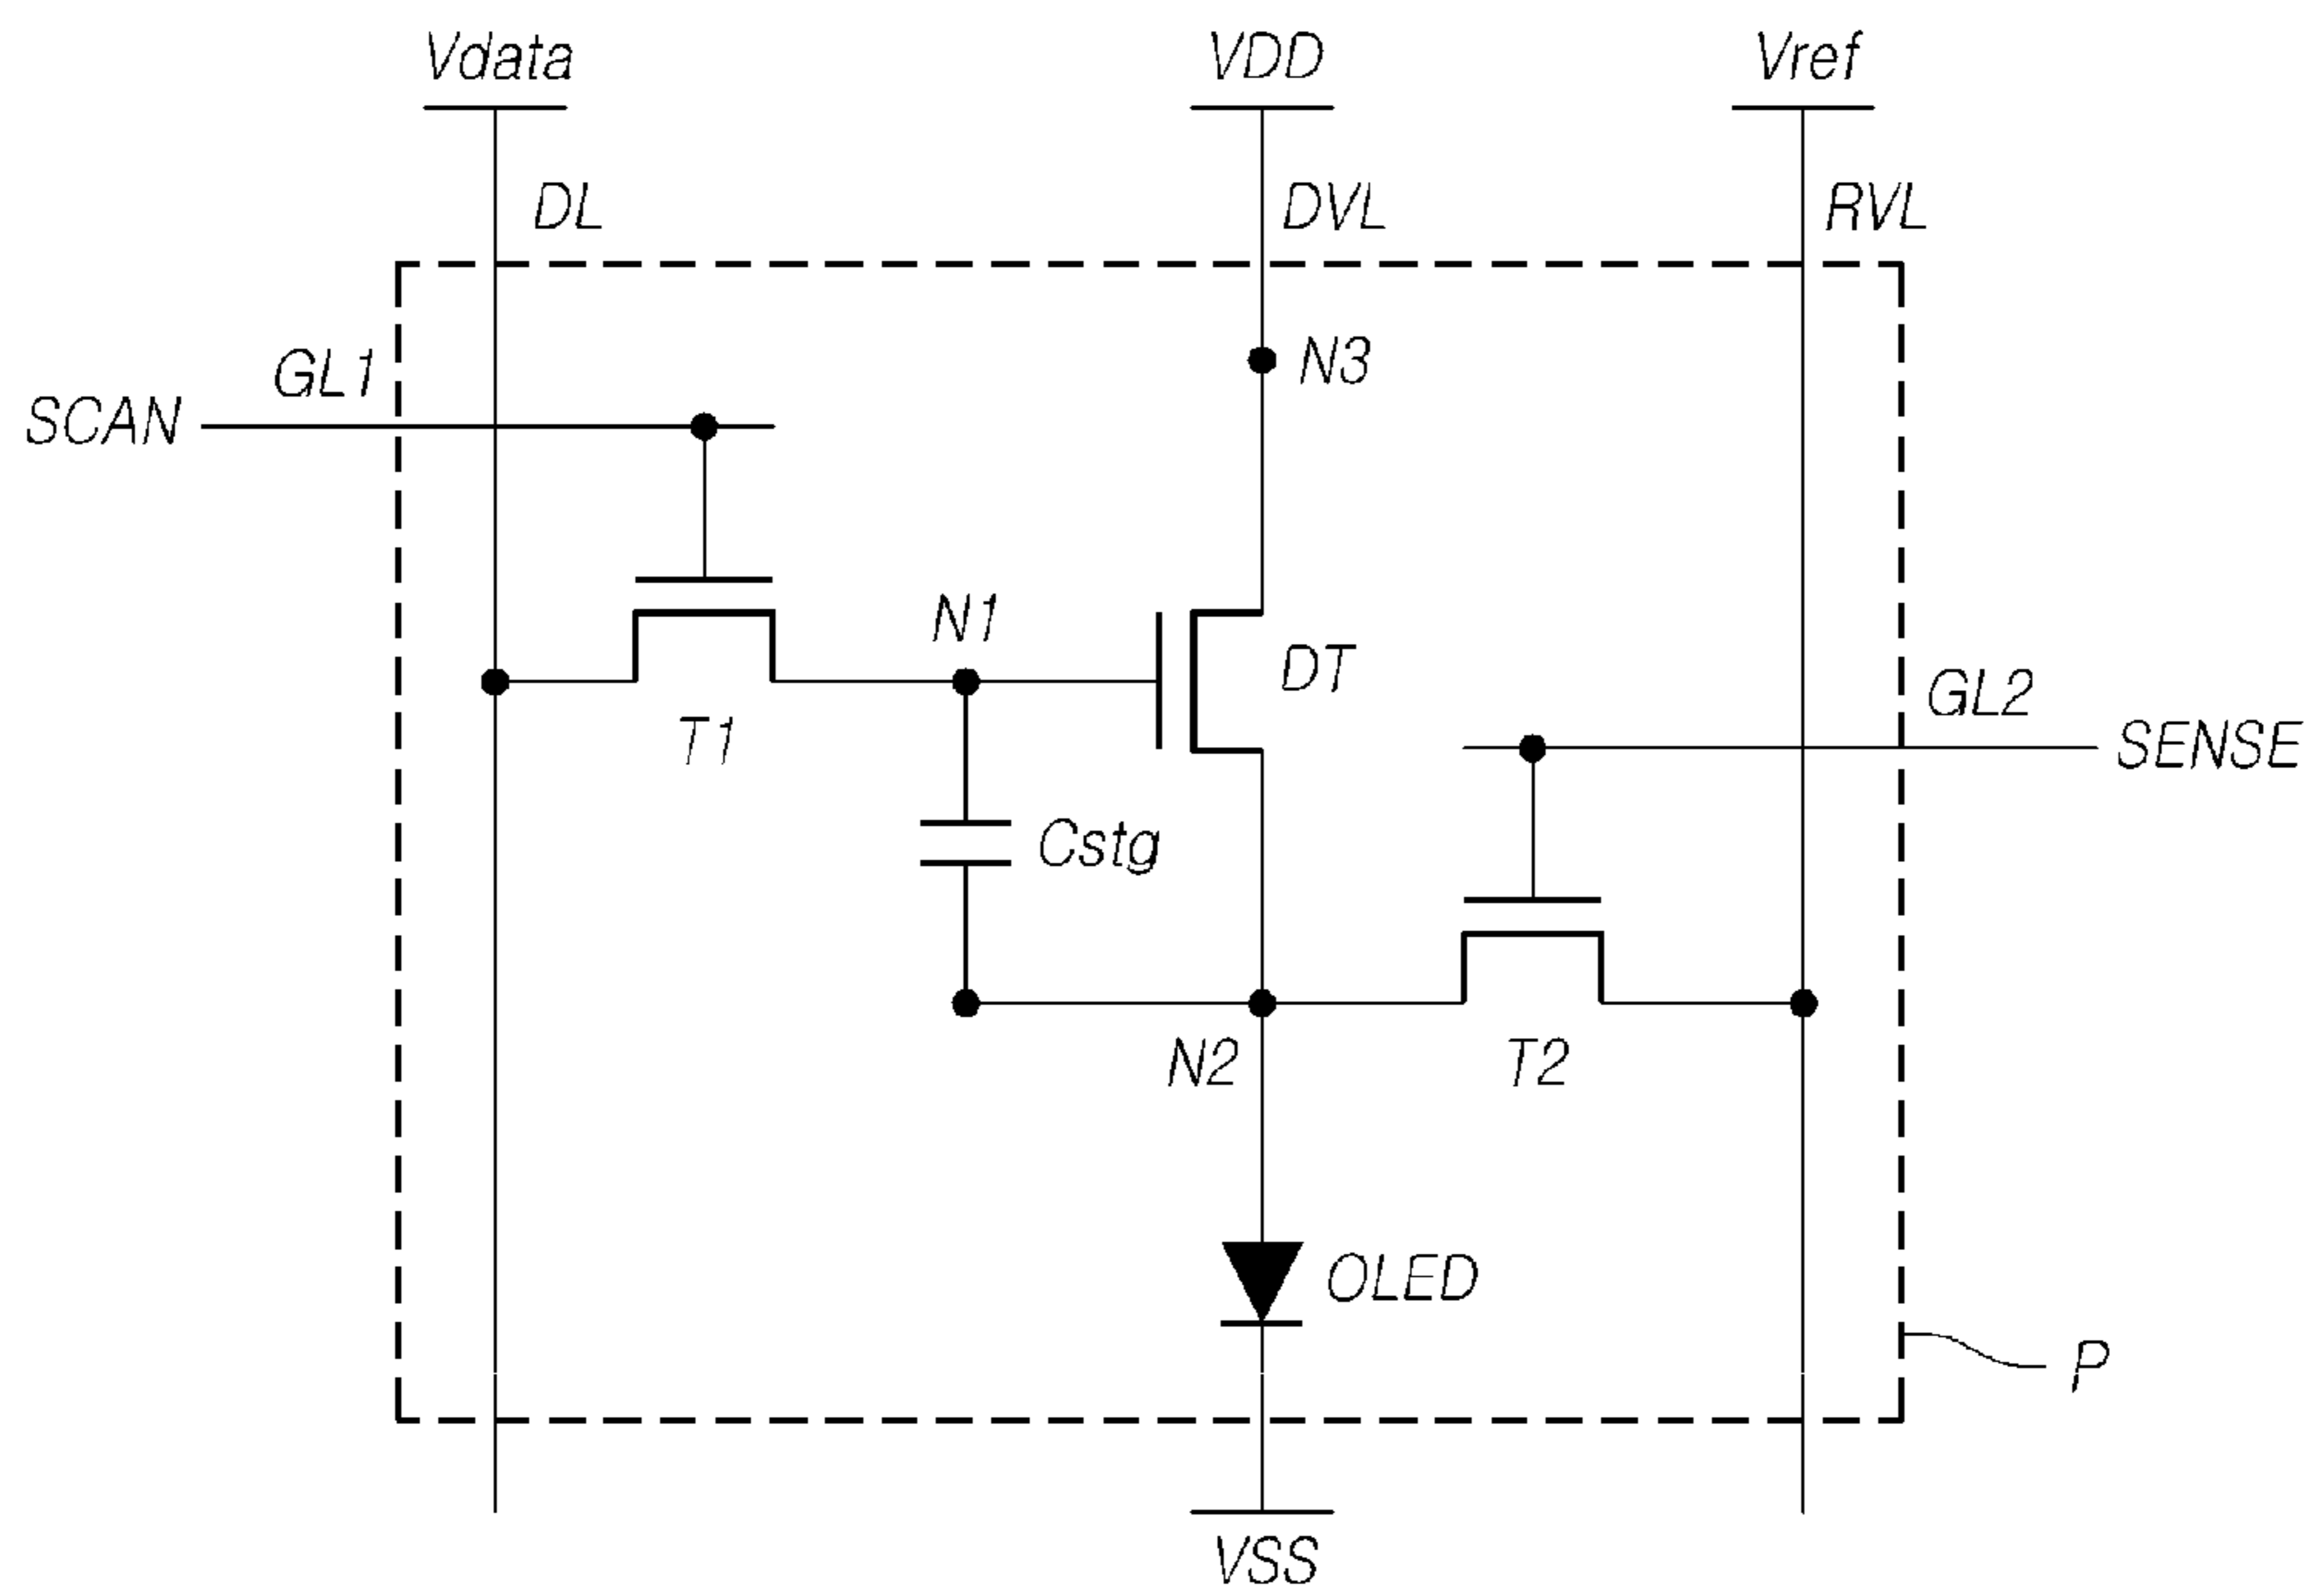 Vdata VDD Vref
DL DVL RVL
GL1 N3
SCAN
N1
DT
T1
GL2
SENSE
Cstg
N2 T2
OLED
P
VSS